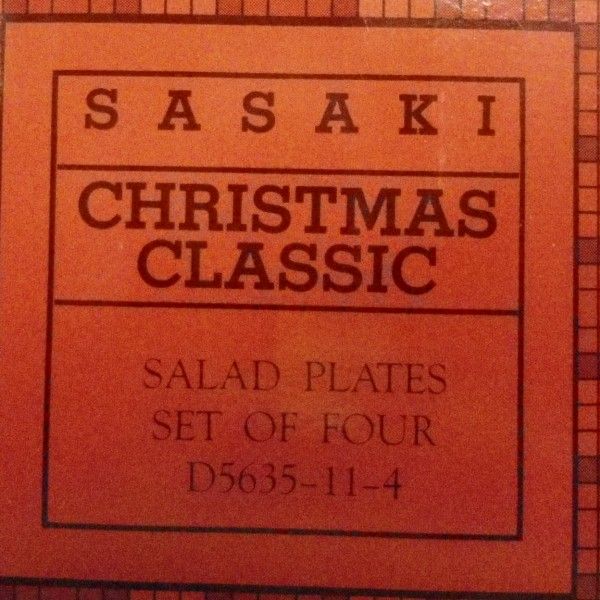 SASAKI
CHRISTMAS
CLASSIC
SALAD PLATES
SET OF FOUR
D5635-11-4